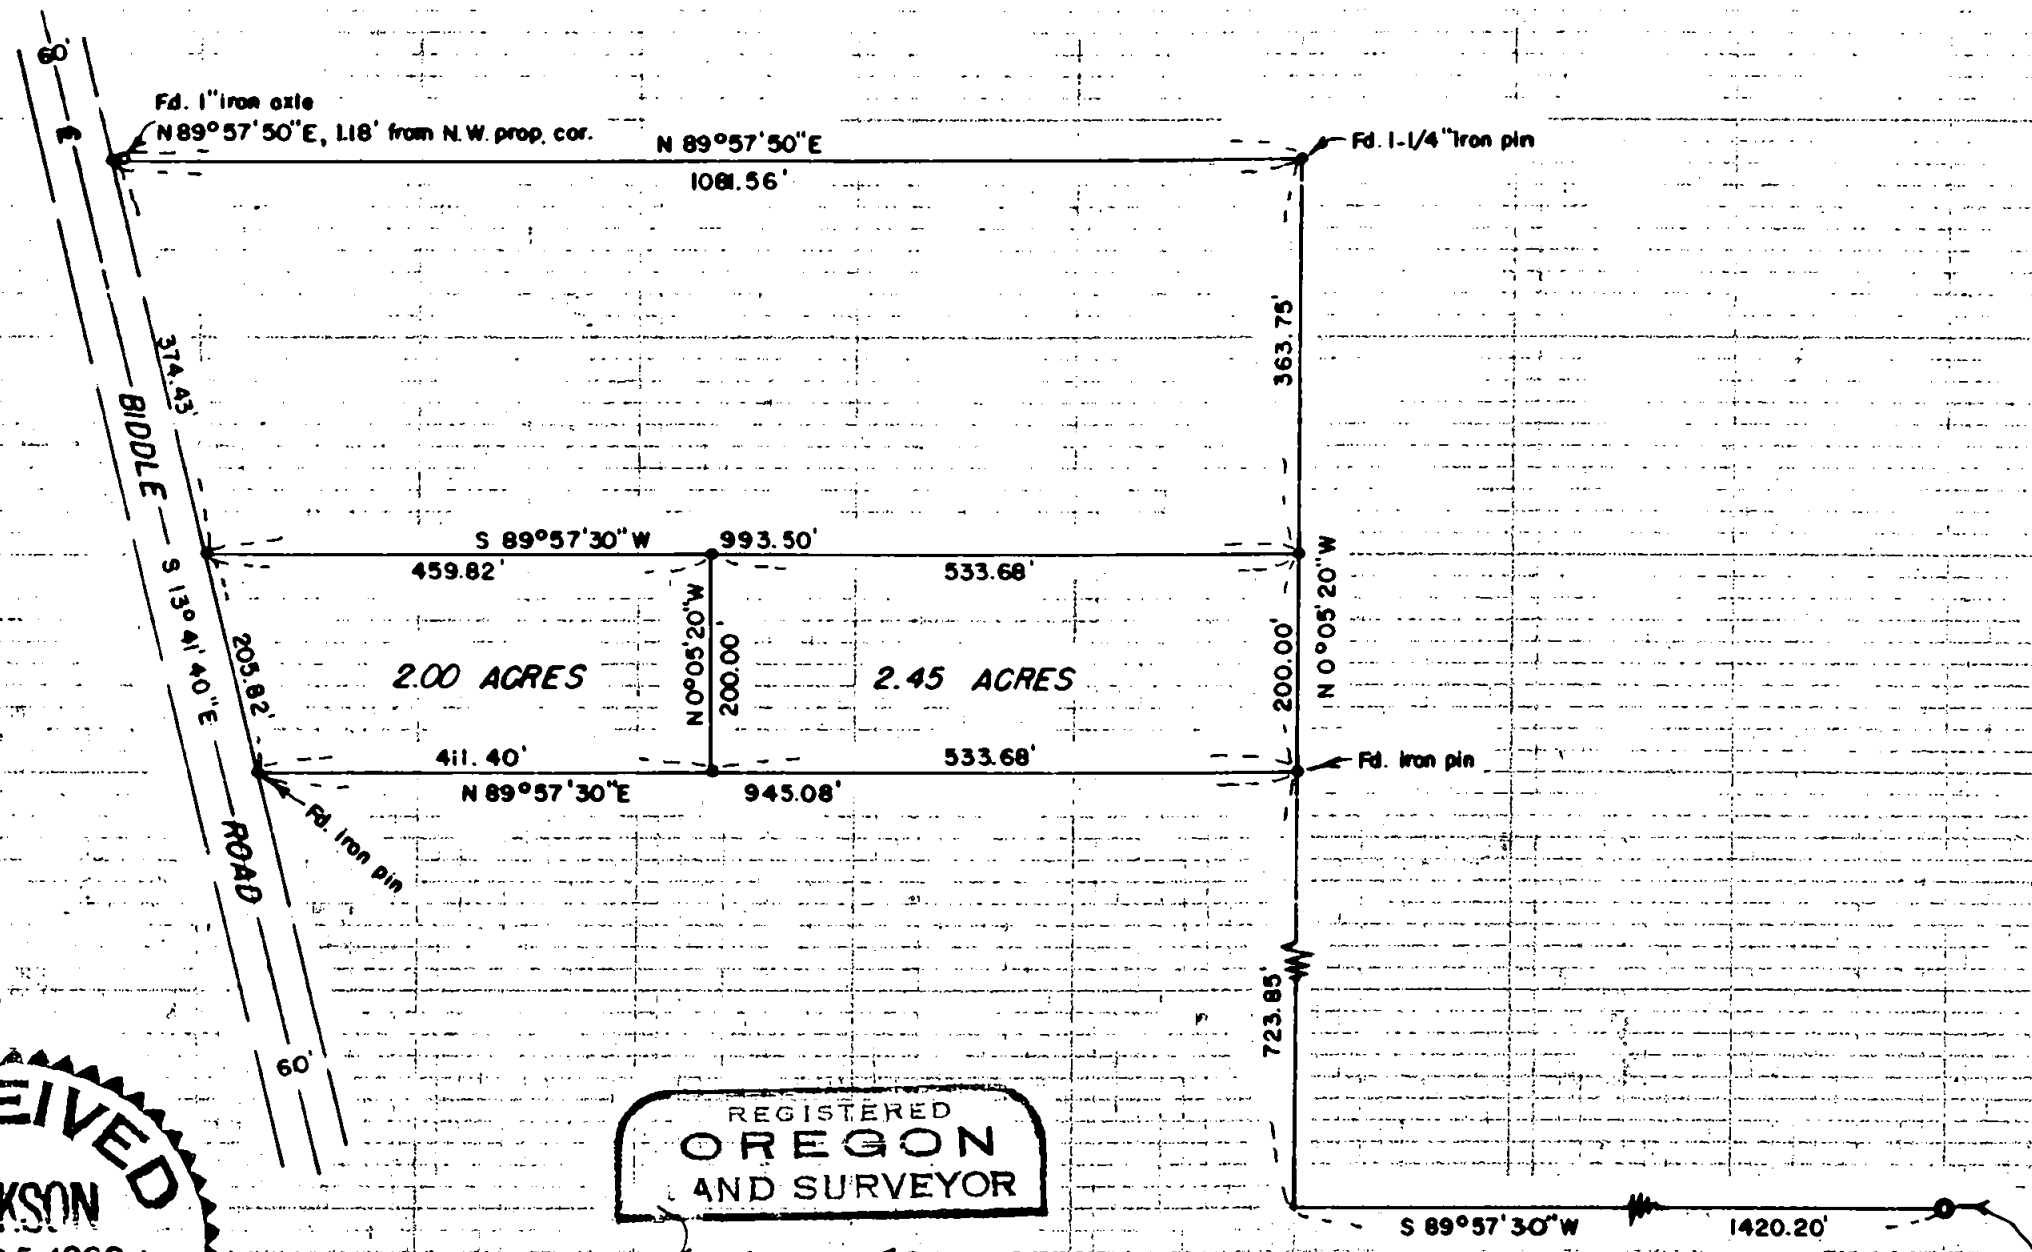 60'
Fd. 1" iron axle
N 89°57'50"E, 1.18' from N.W. prop. cor.
N 89°57'50"E
1081.56'
Fd. 1-1/4" iron pin
363.75'
374.43'
BIDDLE
S 13°41'40"E
ROAD
S 89°57'30"W 993.50'
459.82'
533.68'
N 0°05'20"W
200.00'
200.00'
N 0°05'20"W
205.82'
2.00 ACRES
2.45 ACRES
411.40'
533.68'
Fd. iron pin
N 89°57'30"E 945.08'
Fd. iron pin
723.85'
60'
EIVED
KSON
REGISTERED
OREGON
AND SURVEYOR
S 89°57'30"W 1420.20'